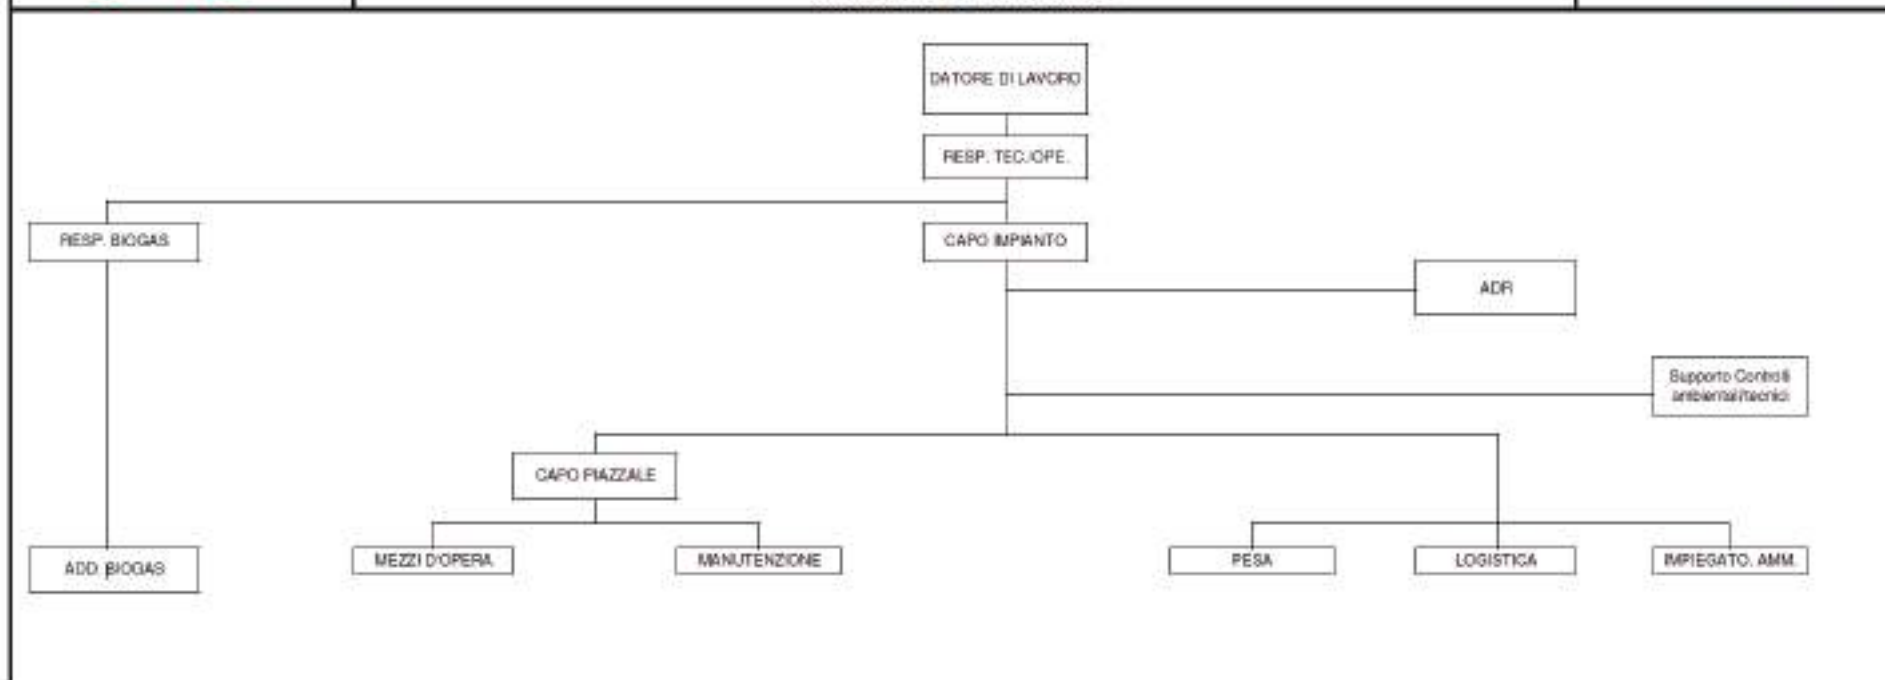 DATORE DI LAVORO
RESP. TEC./OPE.
RESP. BIOGAS
CAPO IMPIANTO
ADR
Supporto Controlli
ambientali/tecnici
CAPO PIAZZALE
ADD. BIOGAS
MEZZI D'OPERA
MANUTENZIONE
PESA
LOGISTICA
IMPIEGATO. AMM.